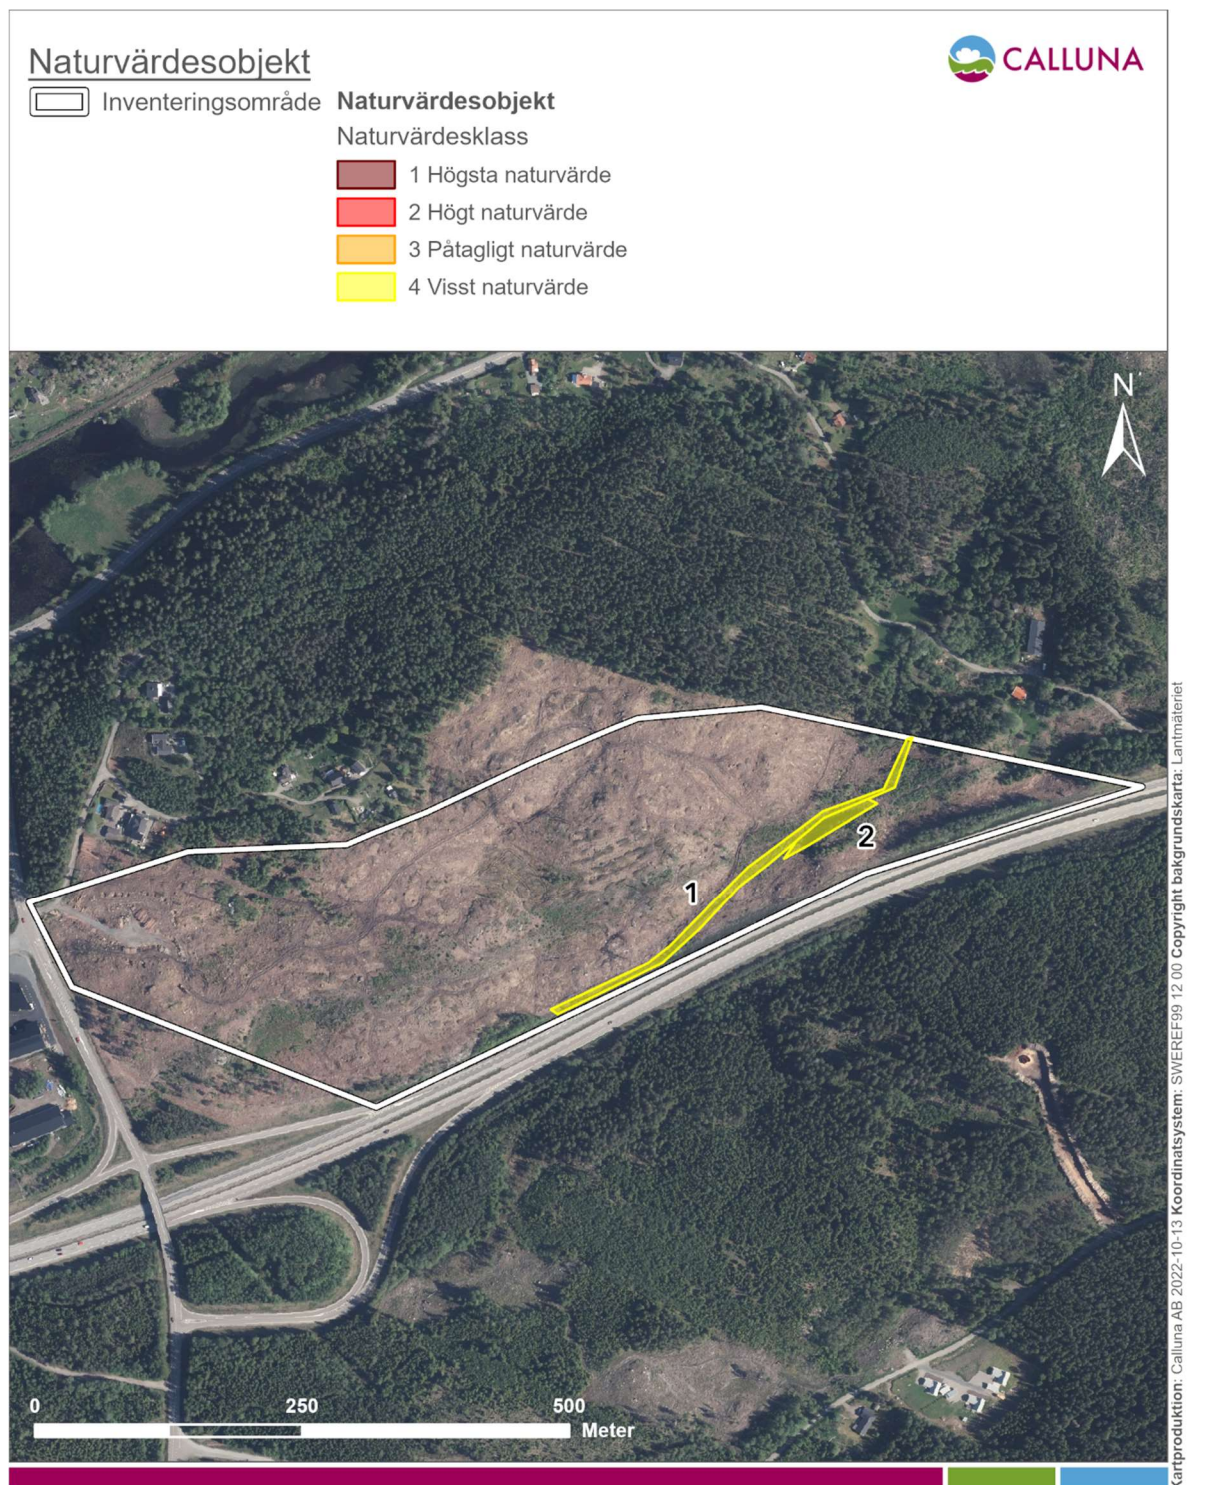 Naturvärdesobjekt
CALLUNA
Inventeringsområde
Naturvärdesobjekt
Naturvärdesklass
1 Högsta naturvärde
2 Högt naturvärde
3 Påtagligt naturvärde
4 Visst naturvärde
N
2
1
0 250 500
Meter
Kartproduktion: Calluna AB 2022-10-13 Koordinatsystem: SWEREF99 12 00 Copyright bakgrundskarta: Lantmäteriet